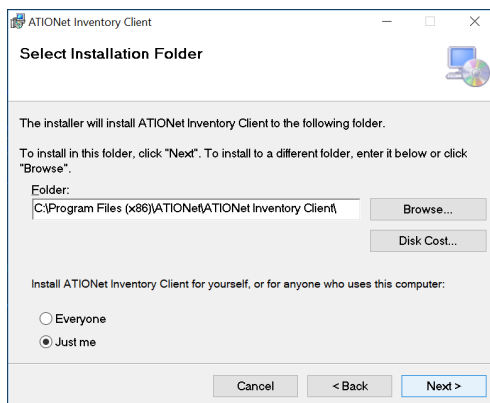 ATIONet Inventory Client
Select Installation Folder
The installer will install ATIONet Inventory Client to the following folder.
To install in this folder, click "Next". To install to a different folder, enter it below or click
"Browse".
Folder:
C:\Program Files (x86)\ATIONet\ATIONet Inventory Client\
Browse...
Disk Cost...
Install ATIONet Inventory Client for yourself, or for anyone who uses this computer:
Everyone
Just me
Cancel
< Back
Next >